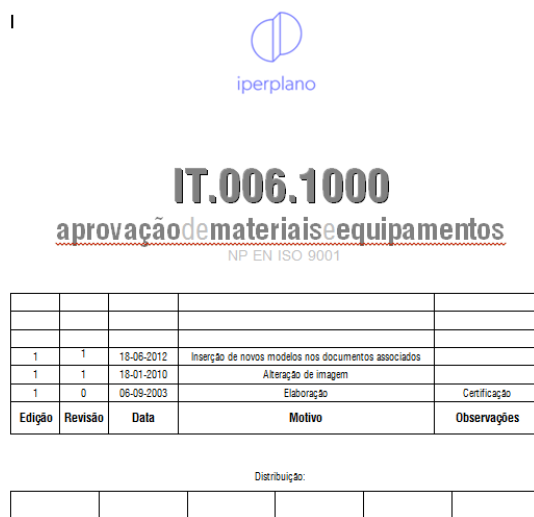 iperplano
IT.006.1000
aprovaçãodemateriaiseequipamentos
NP EN ISO 9001
1 1 18-06-2012 Inserção de novos modelos nos documentos associados
1 1 18-01-2010 Alteração de imagem
1 0 06-09-2003 Elaboração Certificação
Edição Revisão Data Motivo Observações
Distribuição: